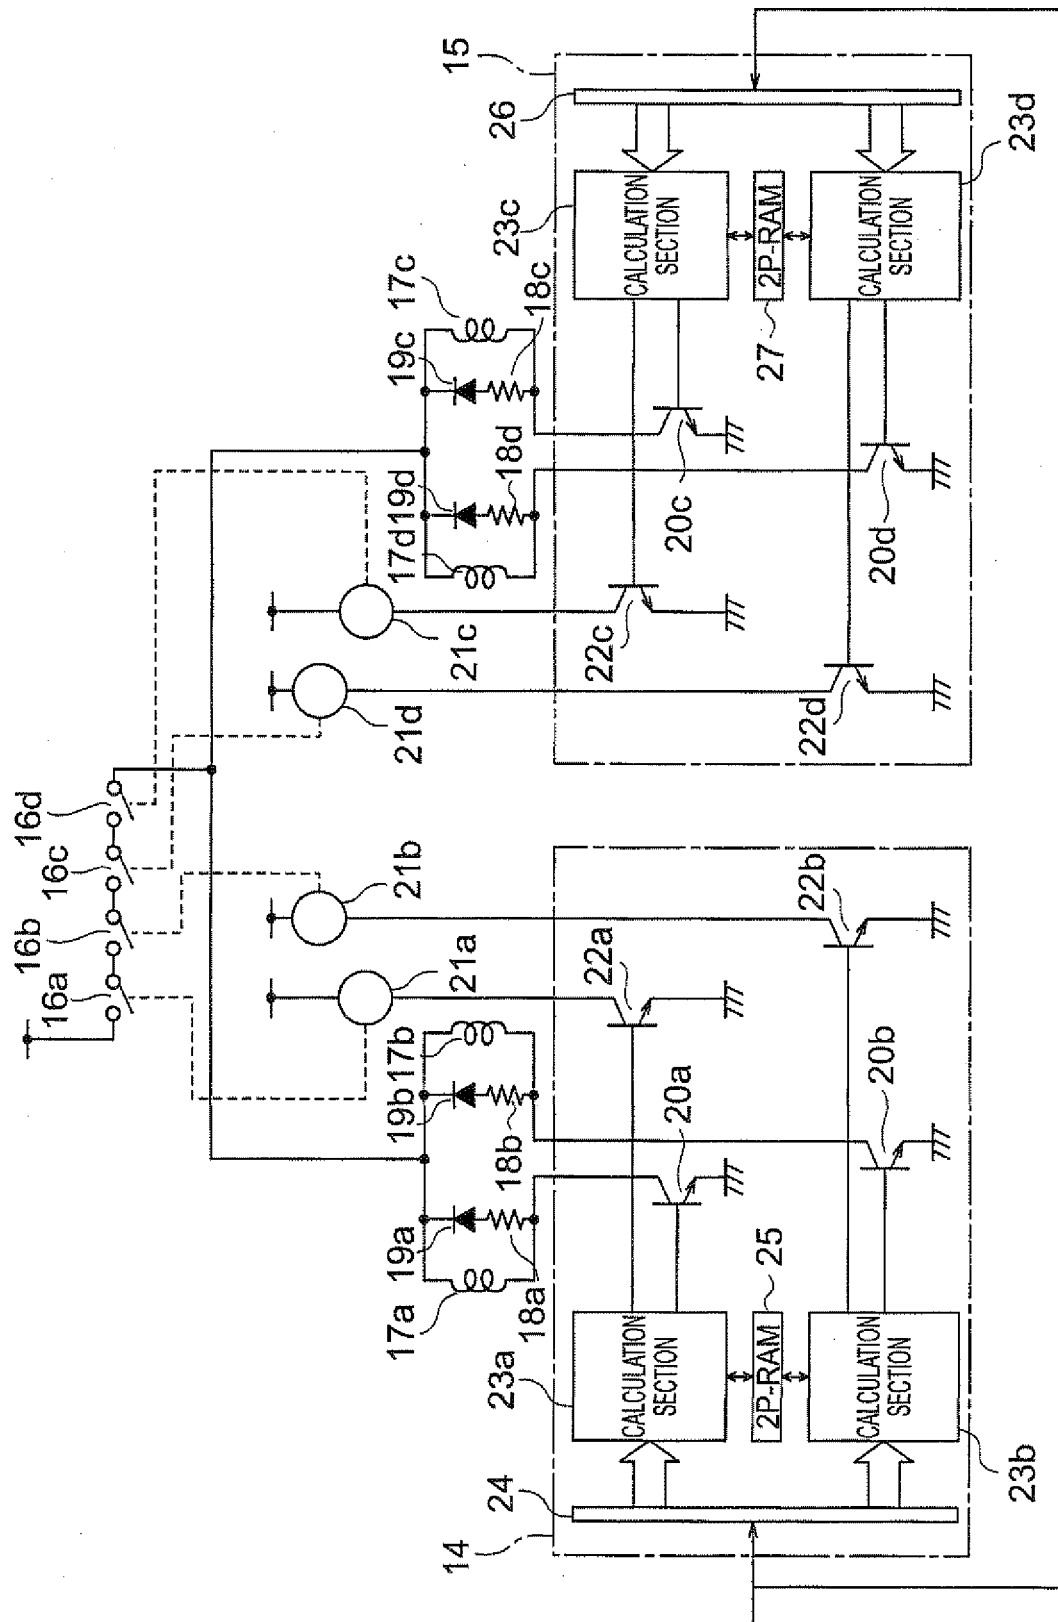 16a
16b
16c
16d
21a
21b
21d
21c
17a
19a
18a
19b
17b
18b
17d
19d
18d
19c
17c
18c
14
24
23a
CALCULATION
SECTION
20a
22a
25
2P-RAM
CALCULATION
SECTION
23b
20b
22b
15
26
23c
CALCULATION
SECTION
20c
22c
27
2P-RAM
CALCULATION
SECTION
23d
20d
22d